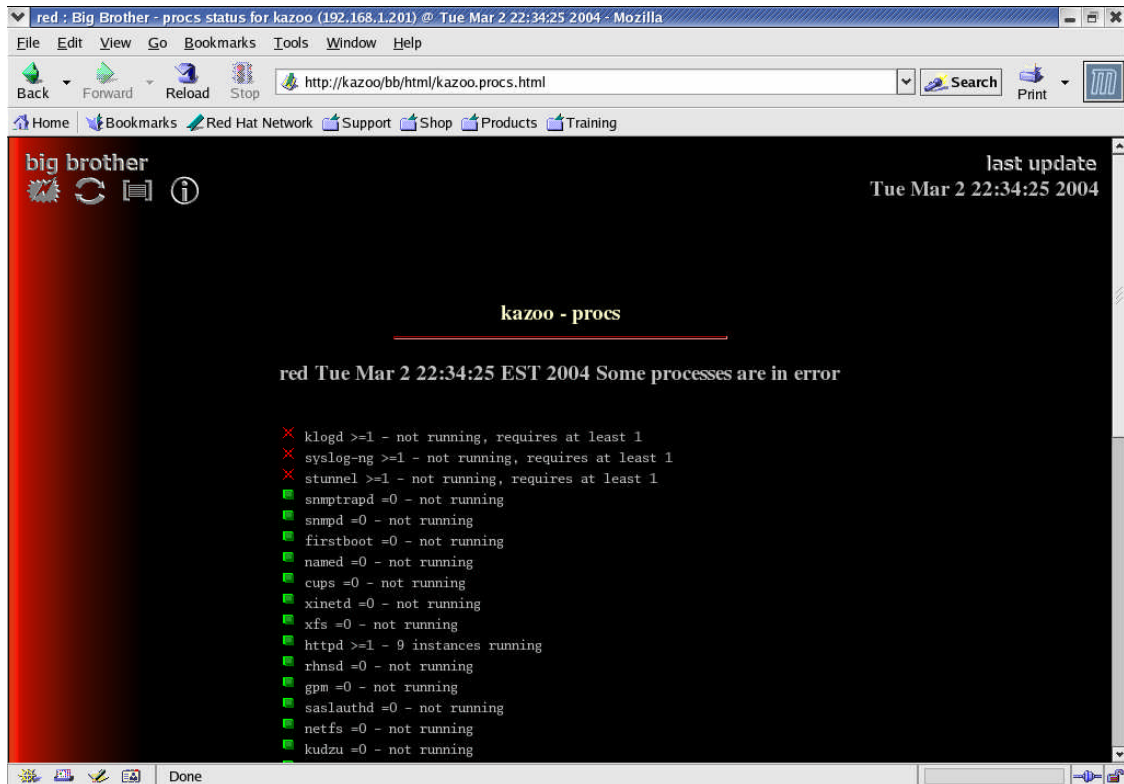 red : Big Brother - procs status for kazoo (192.168.1.201) @ Tue Mar 2 22:34:25 2004 - Mozilla
File Edit View Go Bookmarks Tools Window Help
Back Forward Reload Stop http://kazoo/bb/html/kazoo.procs.html Search Print
Home Bookmarks Red Hat Network Support Shop Products Training
big brother
last update
Tue Mar 2 22:34:25 2004
kazoo - procs
red Tue Mar 2 22:34:25 EST 2004 Some processes are in error
klogd >=1 - not running, requires at least 1
syslog-ng >=1 - not running, requires at least 1
stunnel >=1 - not running, requires at least 1
snmptrapd =0 - not running
snmpd =0 - not running
firstboot =0 - not running
named =0 - not running
cups =0 - not running
xinetd =0 - not running
xfs =0 - not running
httpd >=1 - 9 instances running
rhnsd =0 - not running
gpm =0 - not running
saslauthd =0 - not running
netfs =0 - not running
kudzu =0 - not running
Done